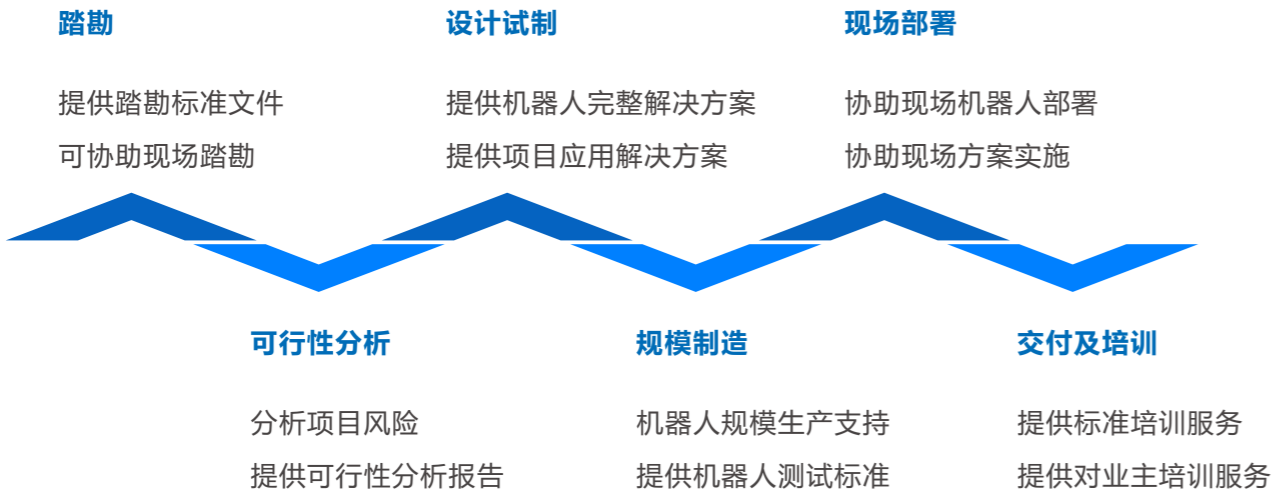 踏勘
提供踏勘标准文件
可协助现场踏勘
设计试制
提供机器人完整解决方案
提供项目应用解决方案
现场部署
协助现场机器人部署
协助现场方案实施
可行性分析
分析项目风险
提供可行性分析报告
规模制造
机器人规模生产支持
提供机器人测试标准
交付及培训
提供标准培训服务
提供对业主培训服务